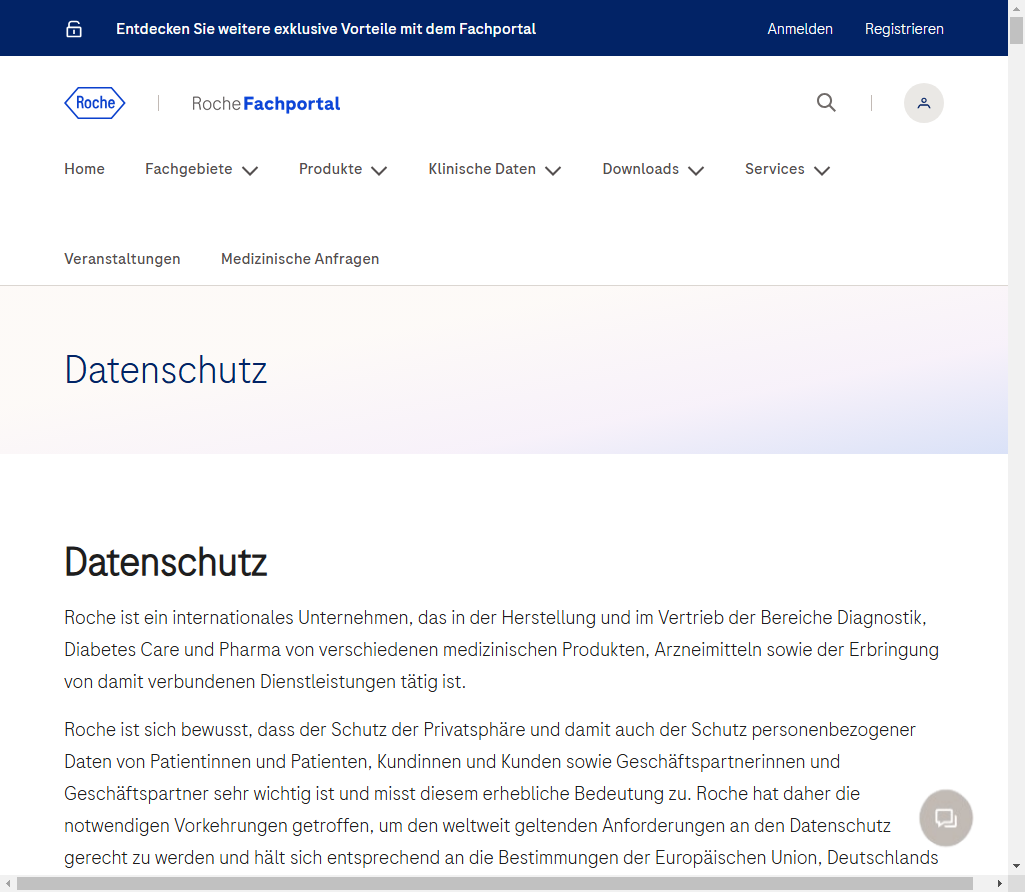 Entdecken Sie weitere exklusive Vorteile mit dem Fachportal
Anmelden
Registrieren
Roche
Roche Fachportal
Home
Fachgebiete
Produkte
Klinische Daten
Downloads
Services
Veranstaltungen
Medizinische Anfragen
Datenschutz
Datenschutz
Roche ist ein internationales Unternehmen, das in der Herstellung und im Vertrieb der Bereiche Diagnostik,
Diabetes Care und Pharma von verschiedenen medizinischen Produkten, Arzneimitteln sowie der Erbringung
von damit verbundenen Dienstleistungen tätig ist.
Roche ist sich bewusst, dass der Schutz der Privatsphäre und damit auch der Schutz personenbezogener
Daten von Patientinnen und Patienten, Kundinnen und Kunden sowie Geschäftspartnerinnen und
Geschäftspartner sehr wichtig ist und misst diesem erhebliche Bedeutung zu. Roche hat daher die
notwendigen Vorkehrungen getroffen, um den weltweit geltenden Anforderungen an den Datenschutz
gerecht zu werden und hält sich entsprechend an die Bestimmungen der Europäischen Union, Deutschlands